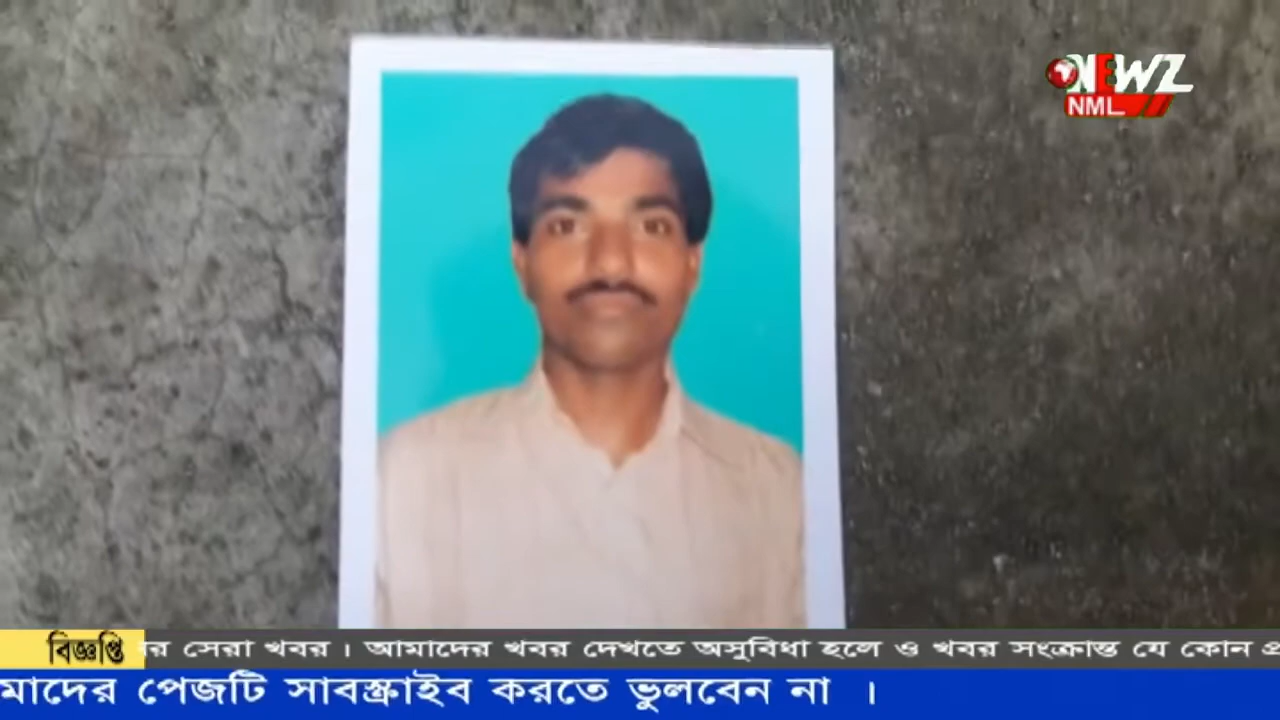 NEWZ
NML
বিজ্ঞপ্তি
সেরা খবর । আমাদের খবর দেখতে অসুবিধা হলে ও খবর সংক্রান্ত যে কোন
মাদের পেজটি সাবস্ক্রাইব করতে ভুলবেন না ।